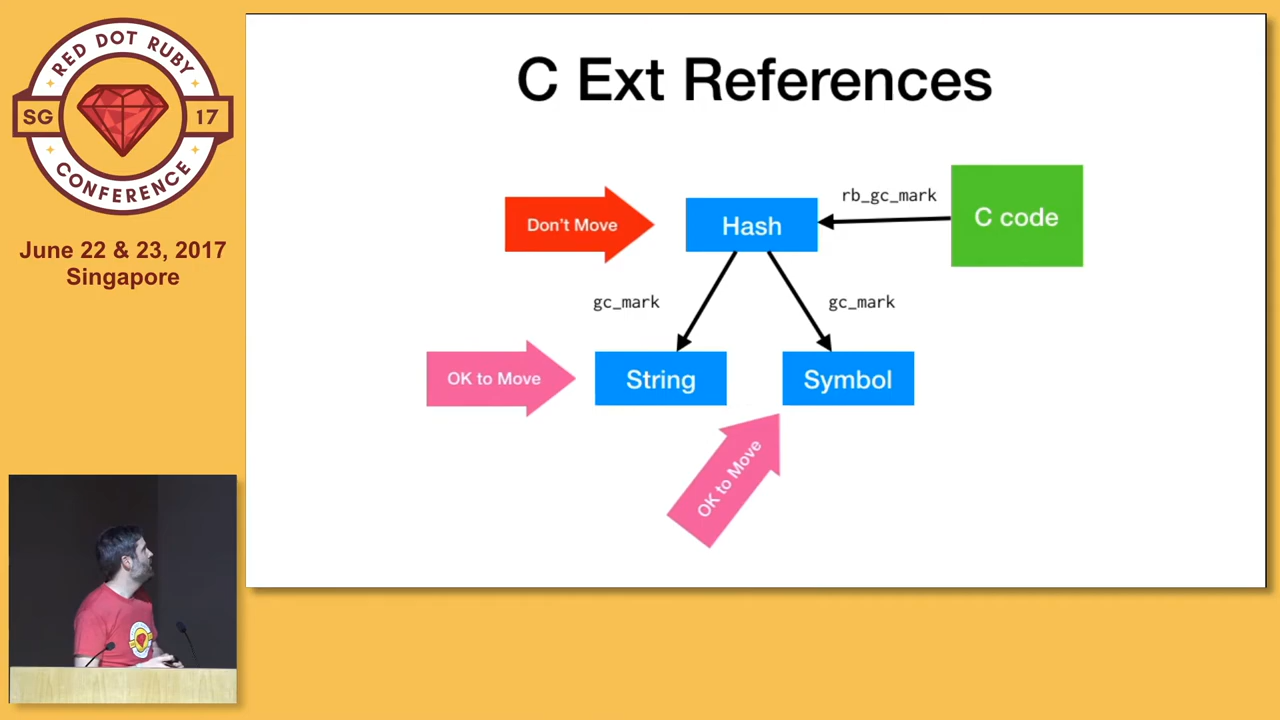 RED DOT RUBY
SG 17
CONFERENCE
June 22 & 23, 2017
Singapore
C Ext References
Don't Move
Hash
rb_gc_mark
C code
gc_mark
gc_mark
OK to Move
String
Symbol
OK to Move